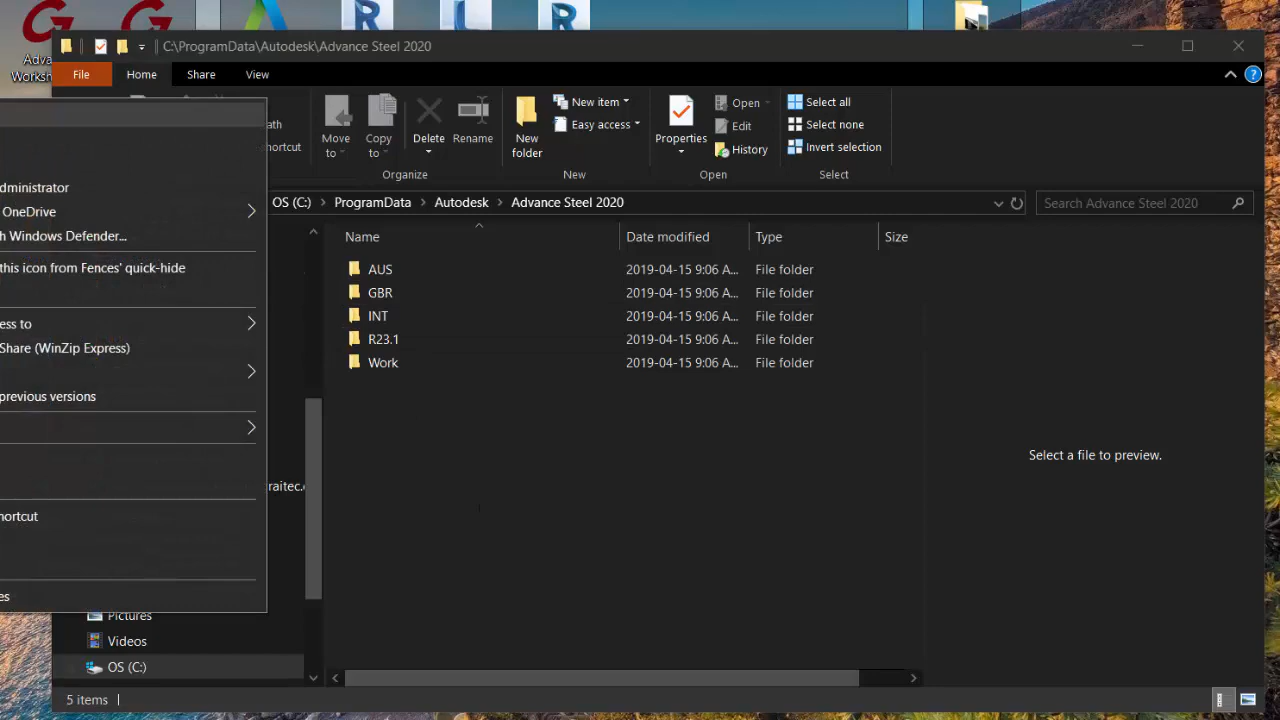 Adva
Worksh
C:\ProgramData\Autodesk\Advance Steel 2020
File
Home
Share
View
ath
hortcut
Move to
Copy to
Delete
Rename
New folder
New item
Easy access
Properties
Open
Edit
History
Select all
Select none
Invert selection
Organize
New
Open
Select
OS (C:)
ProgramData
Autodesk
Advance Steel 2020
Search Advance Steel 2020
dministrator
OneDrive
h Windows Defender...
this icon from Fences' quick-hide
ess to
Share (WinZip Express)
previous versions
raitec.
ortcut
es
Name
Date modified
Type
Size
AUS 2019-04-15 9:06 A... File folder
GBR 2019-04-15 9:06 A... File folder
INT 2019-04-15 9:06 A... File folder
R23.1 2019-04-15 9:06 A... File folder
Work 2019-04-15 9:06 A... File folder
Select a file to preview.
Pictures
Videos
OS (C:)
5 items